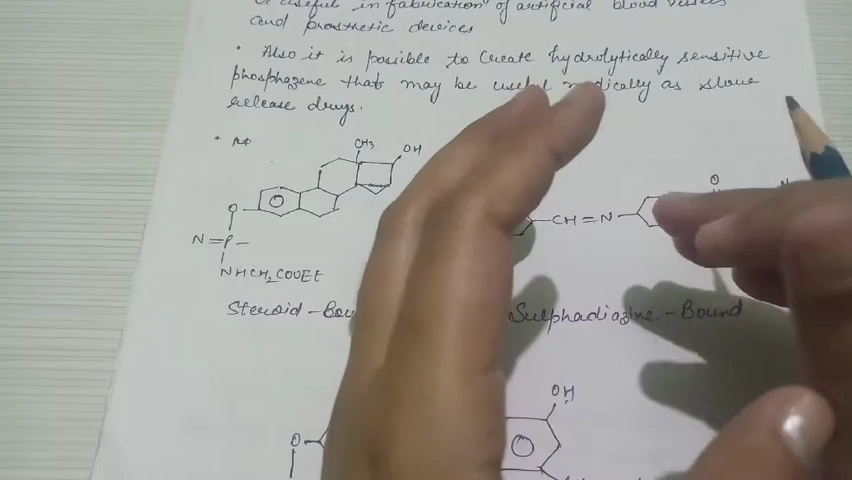 useful in fabrication of artificial blood vessels
and prosthetic devices
• Also it is possible to create hydrolytically sensitive
phosphazene that may be useful medically as slow
release drugs.
CH3
OH
O
O
N=P-
CH=N
NHCH2COOEt
Steroid-Bou
Sulphadiazine-Bound
OH
O